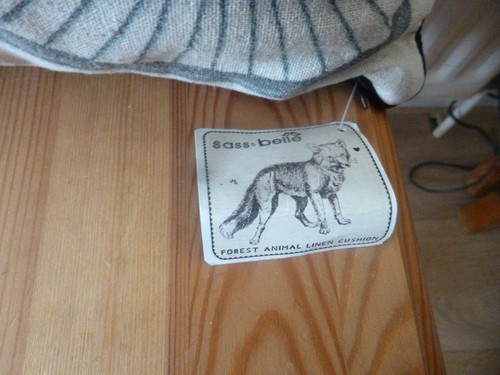 sass & belle
FOREST ANIMAL LINEN CUSHION